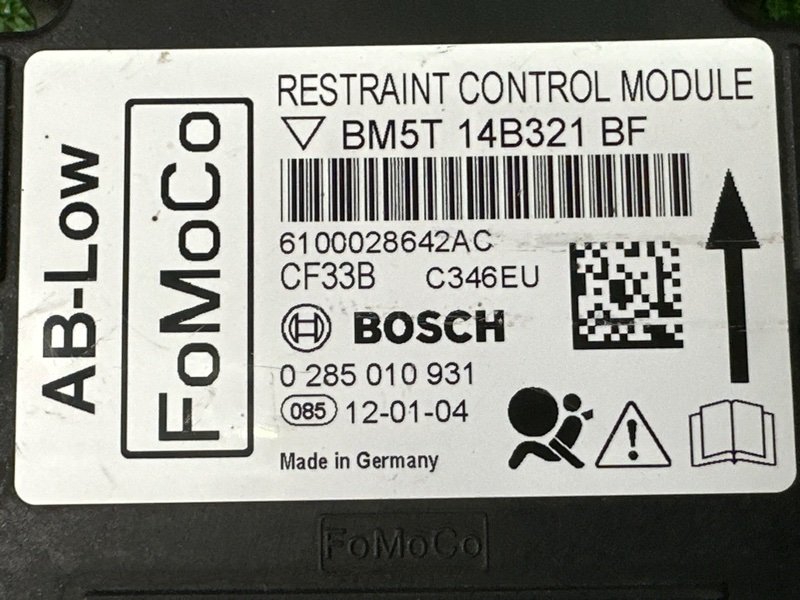 AB-Low
FoMoCo
RESTRAINT CONTROL MODULE
BM5T 14B321 BF
6100028642AC
CF33B C346EU
BOSCH
0 285 010 931
085 12-01-04
Made in Germany
FoMoCo